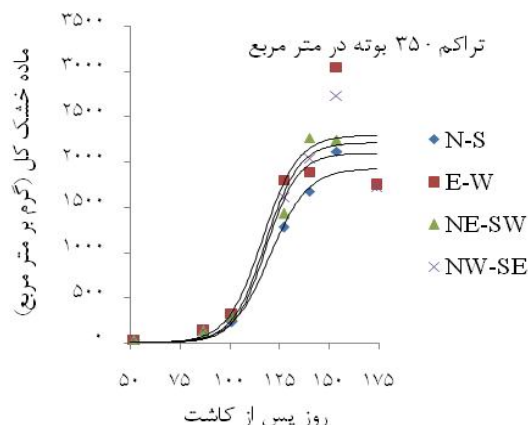 تراکم ۳۵۰ بوته در متر مربع
ماده خشک کل (گرم بر متر مربع)
۳۵۰۰
۳۰۰۰
۲۵۰۰
۲۰۰۰
۱۵۰۰
۱۰۰۰
۵۰۰
۰
۵۰ ۷۵ ۱۰۰ ۱۲۵ ۱۵۰ ۱۷۵
روز پس از کاشت
N-S
E-W
NE-SW
NW-SE